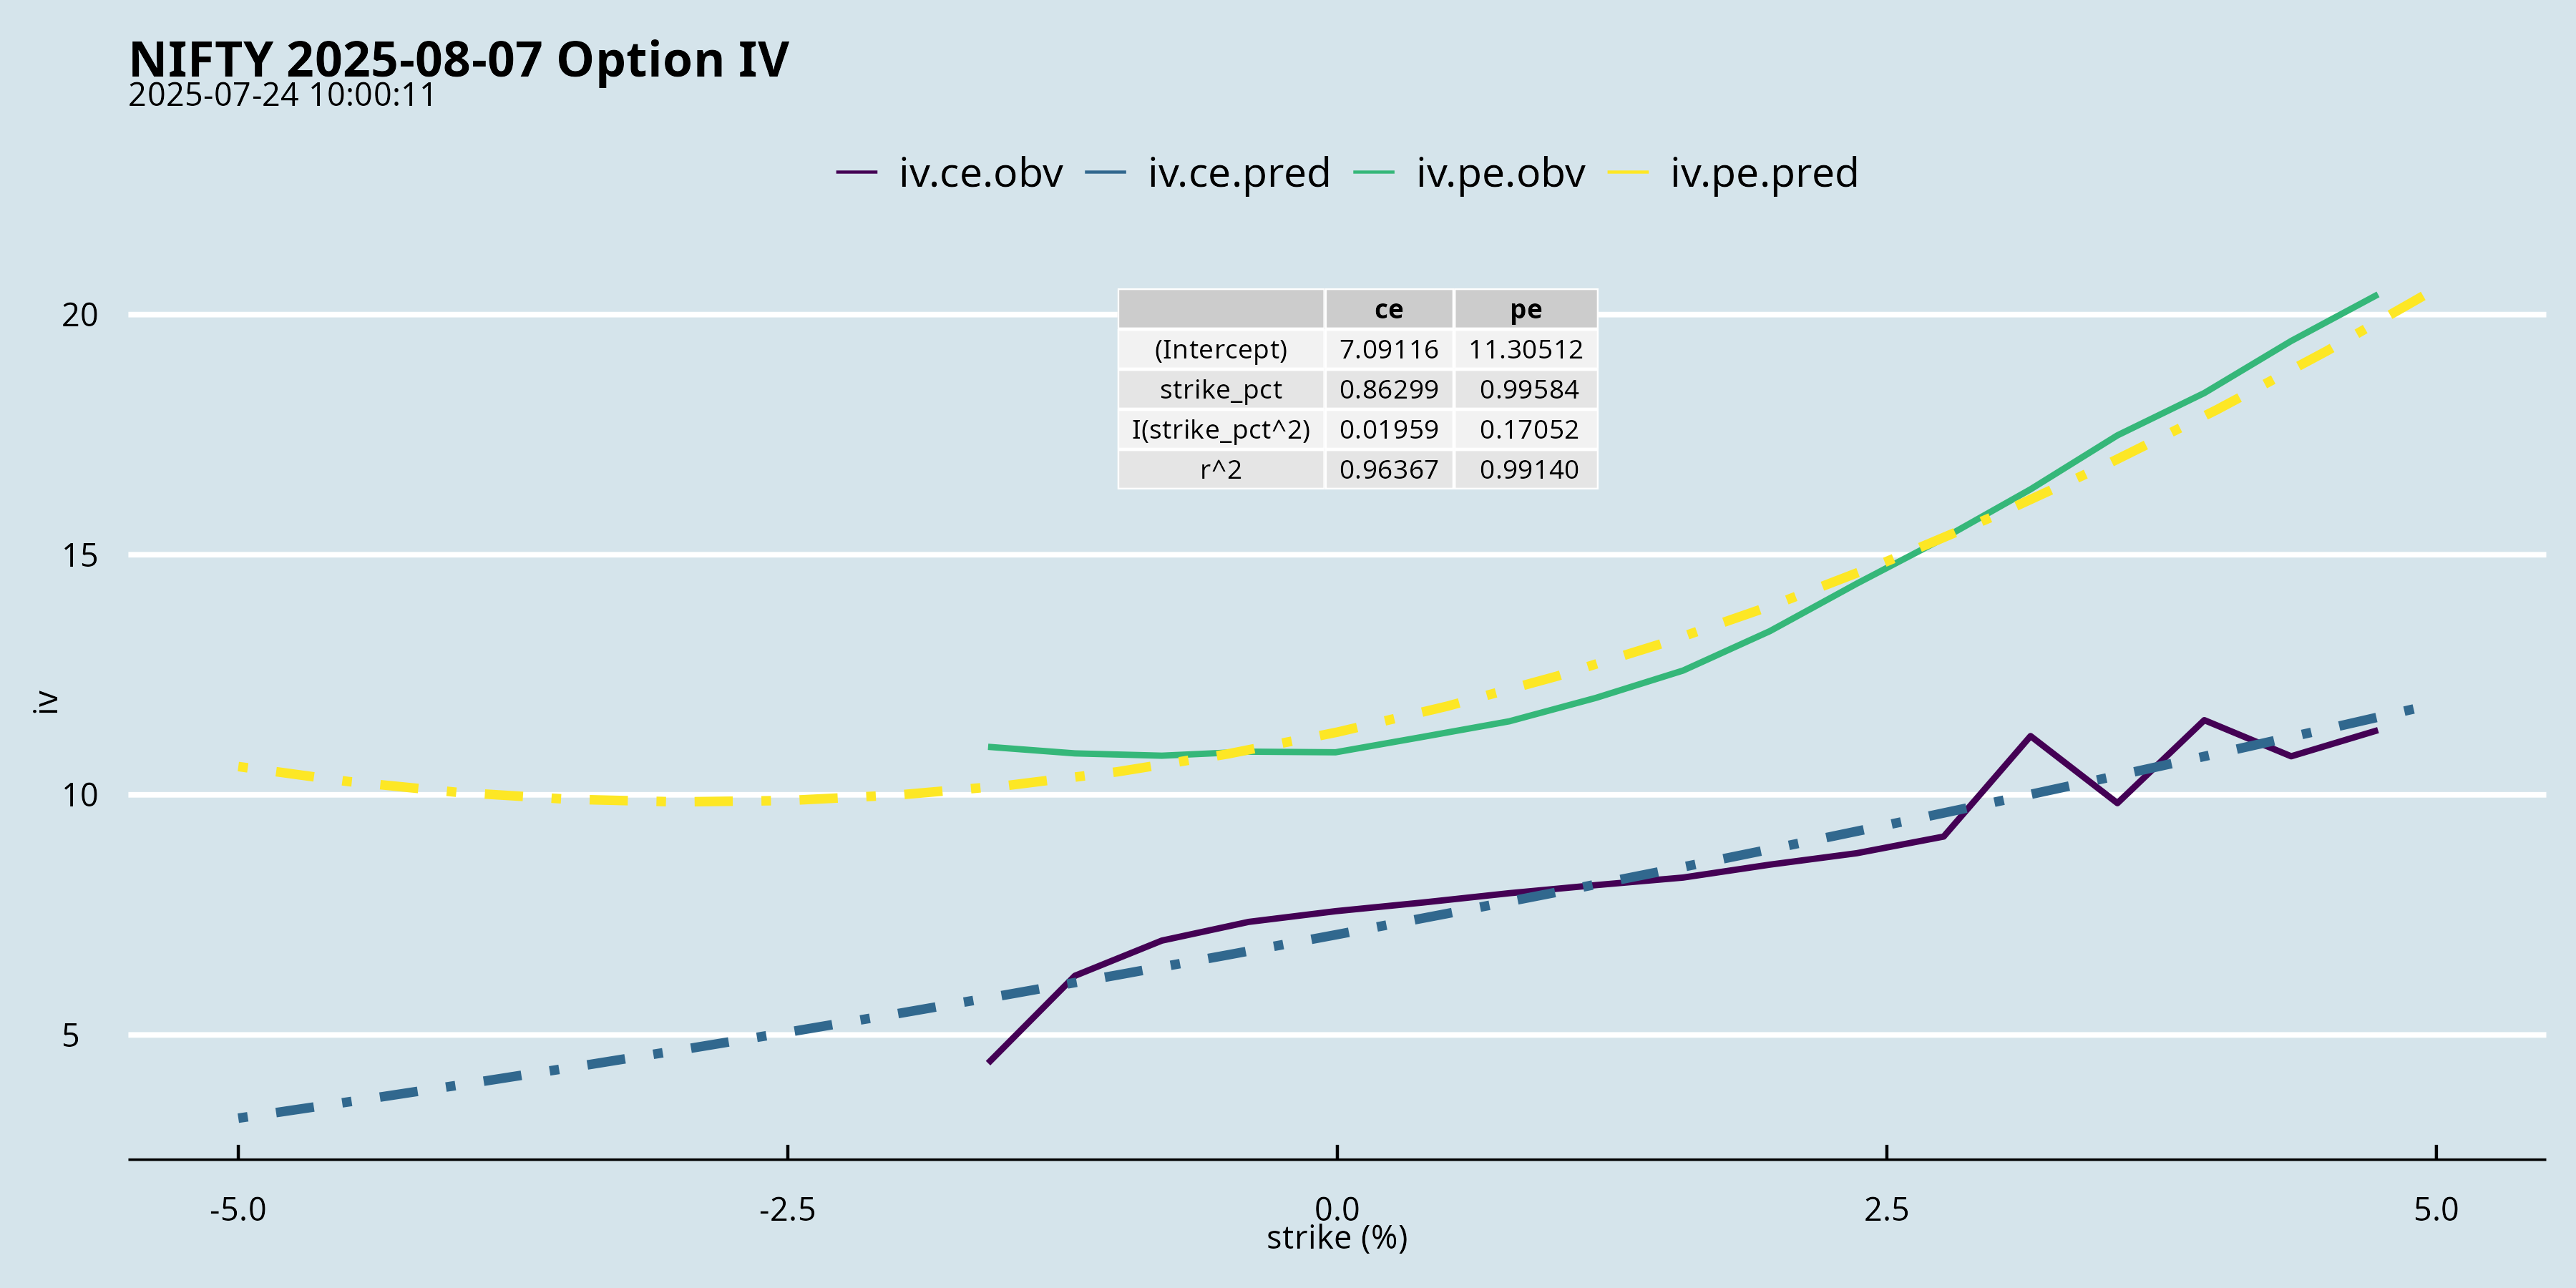 NIFTY 2025-08-07 Option IV
2025-07-24 10:00:11
iv.ce.obv iv.ce.pred iv.pe.obv iv.pe.pred
ce pe
(Intercept) 7.09116 11.30512
strike_pct 0.86299 0.99584
I(strike_pct^2) 0.01959 0.17052
r^2 0.96367 0.99140
20
15
10
5
iv
-5.0 -2.5 0.0 2.5 5.0
strike (%)